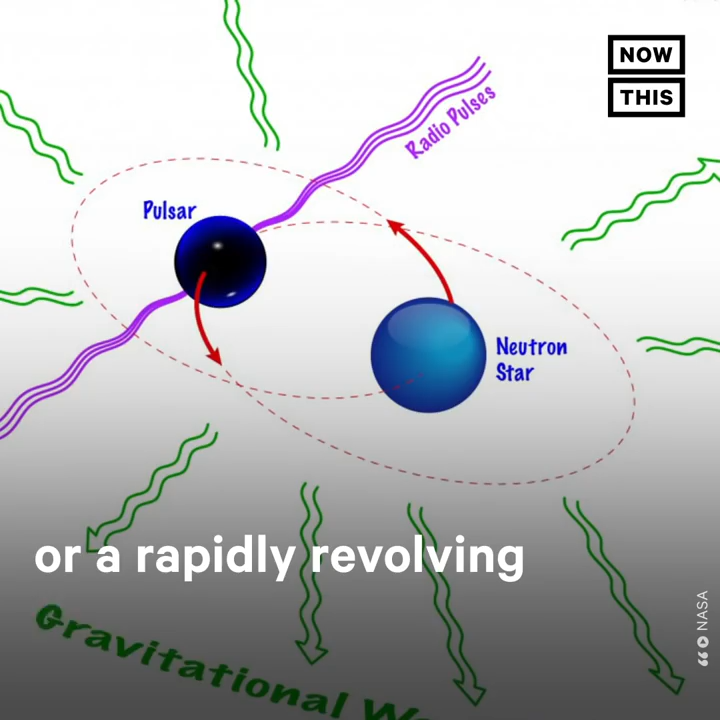 NOW
THIS
Radio Pulses
Pulsar
Neutron
Star
or a rapidly revolving
Gravitational
NASA